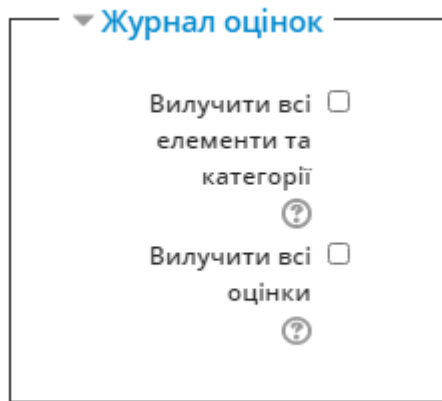 Журнал оцінок
Вилучити всі
елементи та
категорії
Вилучити всі
оцінки